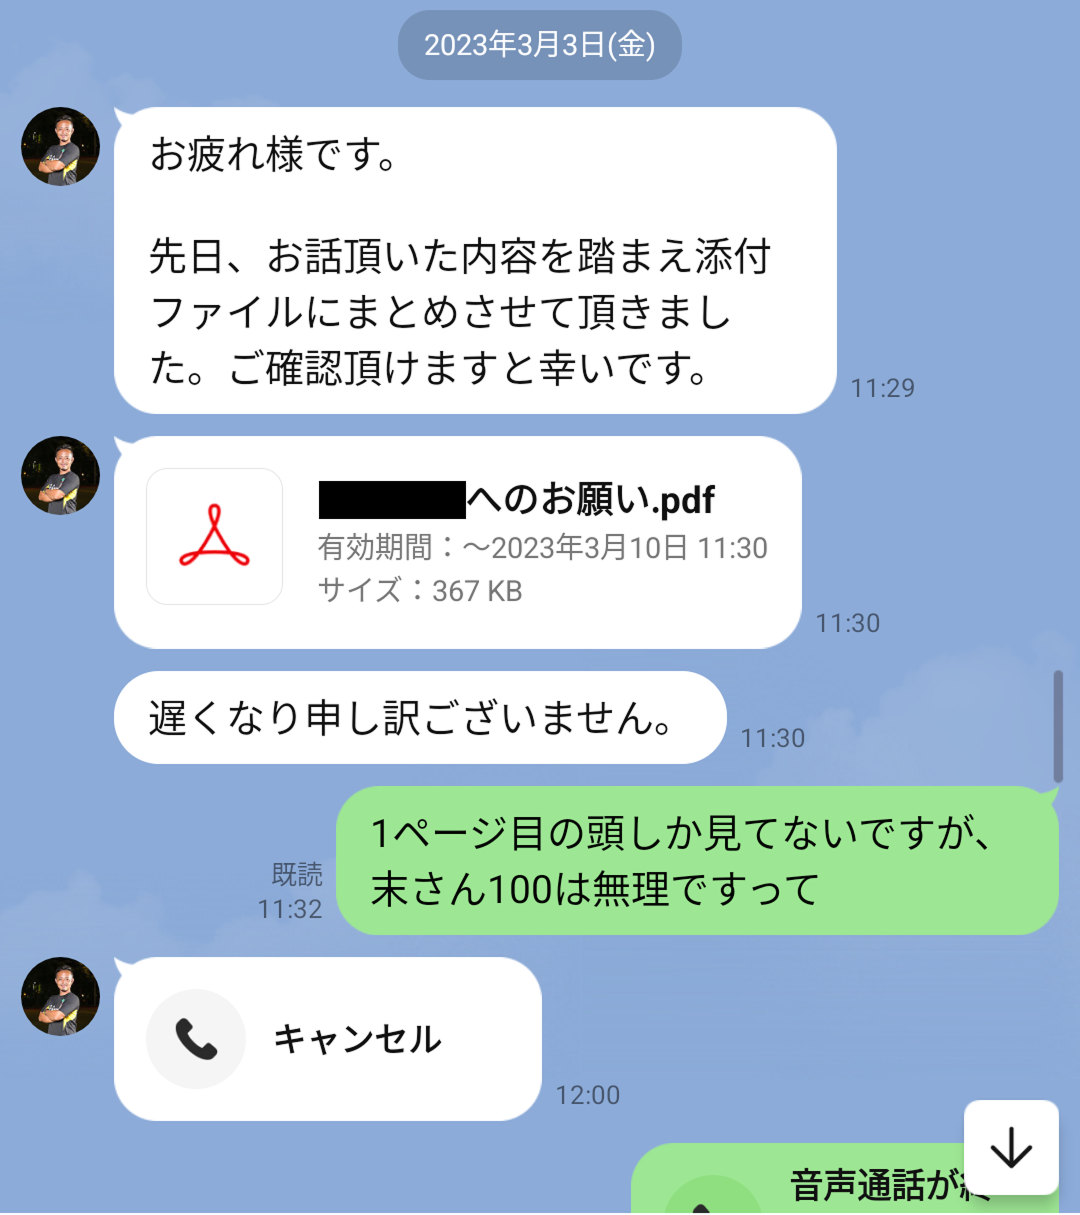 2023年3月3日(金)
お疲れ様です。
先日、お話頂いた内容を踏まえ添付
ファイルにまとめさせて頂きまし
た。ご確認頂けますと幸いです。
11:29
へのお願い.pdf
有効期間：～2023年3月10日 11:30
サイズ：367 KB
11:30
遅くなり申し訳ございません。
11:30
1ページ目の頭しか見てないですが、
末さん100は無理ですって
既読
11:32
キャンセル
12:00
音声通話が